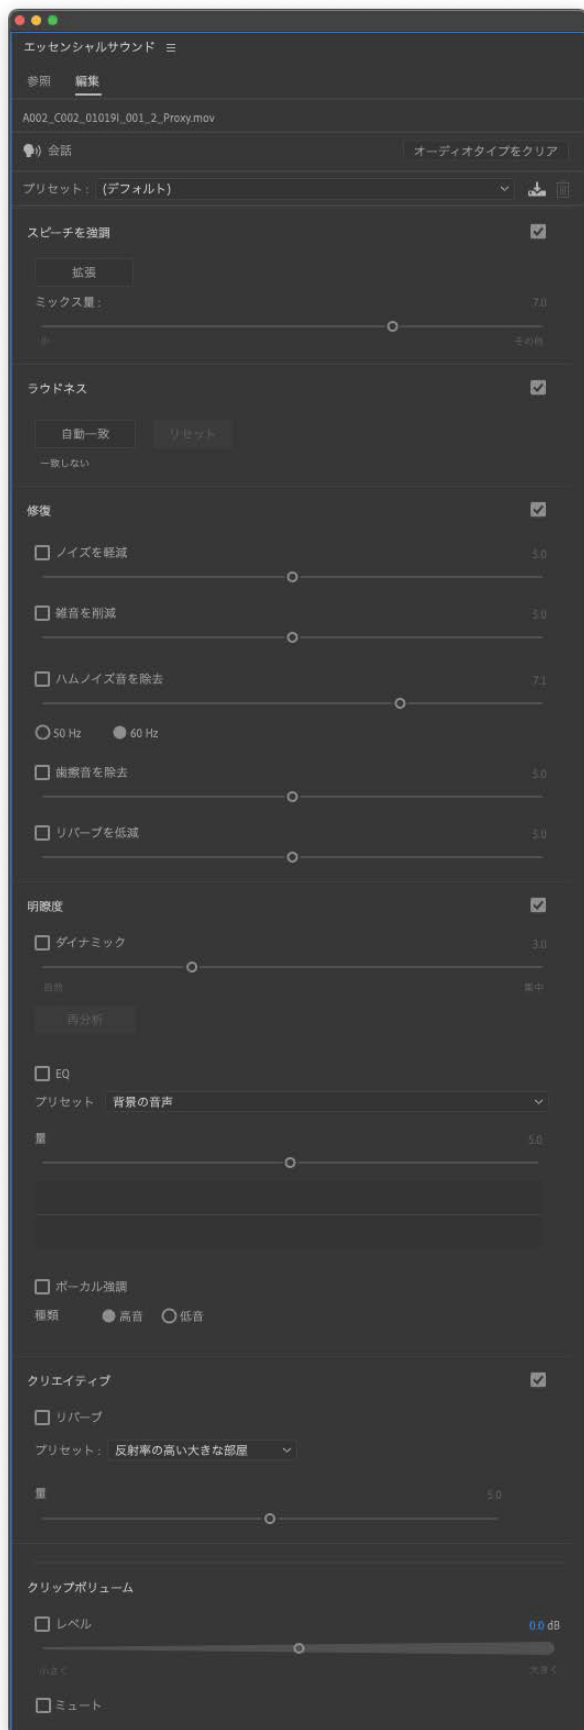 エッセンシャルサウンド
参照 編集
A002_C002_01019I_001_2_Proxy.mov
会話 オーディオタイプをクリア
プリセット： (デフォルト)
スピーチを強調
拡張
ミックス量： 7.0
小 その他
ラウドネス
自動一致 リセット
一致しない
修復
ノイズを軽減 5.0
雑音を削減 5.0
ハムノイズ音を除去 7.1
50 Hz 60 Hz
歯擦音を除去 5.0
リバーブを低減 5.0
明瞭度
ダイナミック 3.0
自然 集中
再分析
EQ
プリセット 背景の音声
量 5.0
ボーカル強調
種類 高音 低音
クリエイティブ
リバーブ
プリセット： 反射率の高い大きな部屋
量 5.0
クリップボリューム
レベル 0.0 dB
小さく 大きく
ミュート